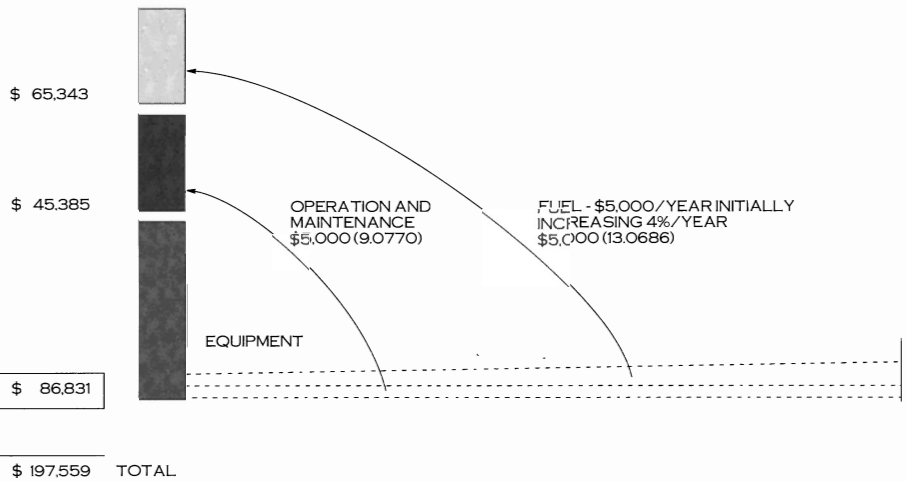 $ 65,343
$ 45,385
OPERATION AND
MAINTENANCE
$5,000 (9.0770)
FUEL - $5,000/YEAR INITIALLY
INCREASING 4%/YEAR
$5,000 (13.0686)
EQUIPMENT
$ 86,831
$ 197,559 TOTAL